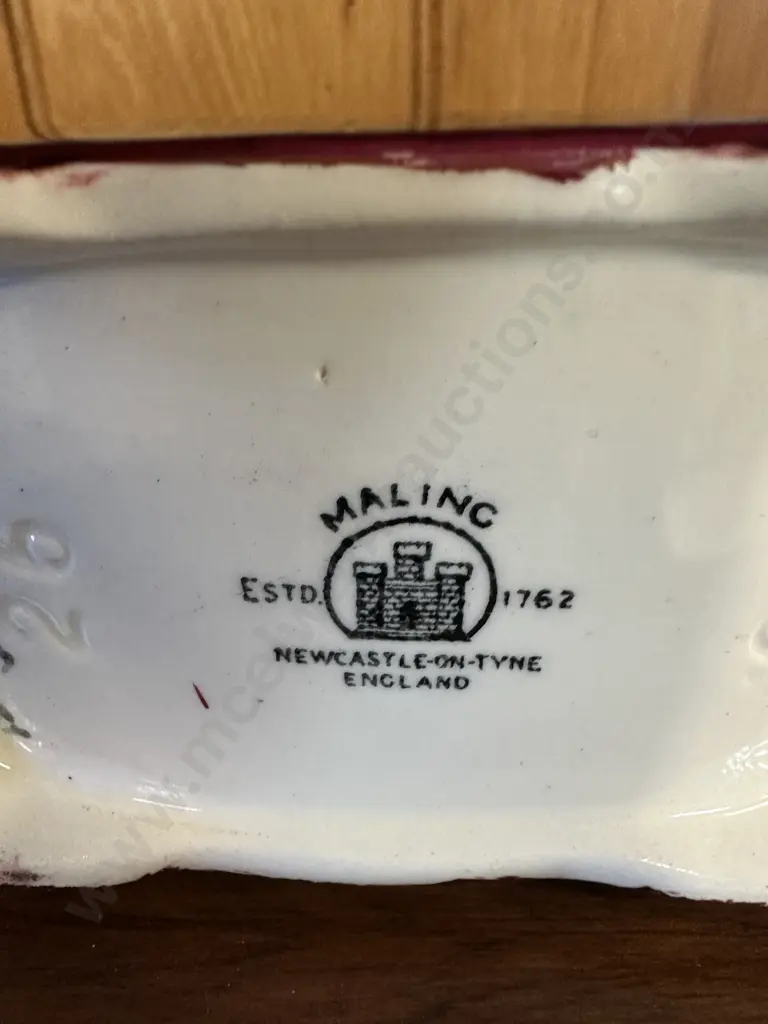 MALING
ESTD. 1762
NEWCASTLE-ON-TYNE
ENGLAND